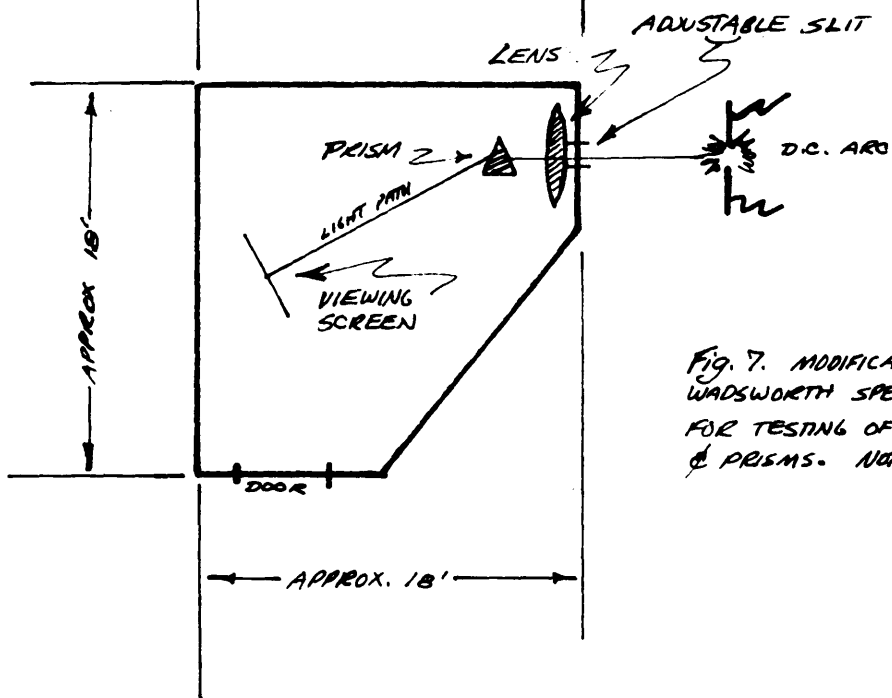 ADJUSTABLE SLIT
LENS
PRISM
D.C. ARC
LIGHT PATH
APPROX 18'
VIEWING
SCREEN
Fig. 7. MODIFICA
WADSWORTH SPE
FOR TESTING OF
& PRISMS. NO
DOOR
APPROX. 18'